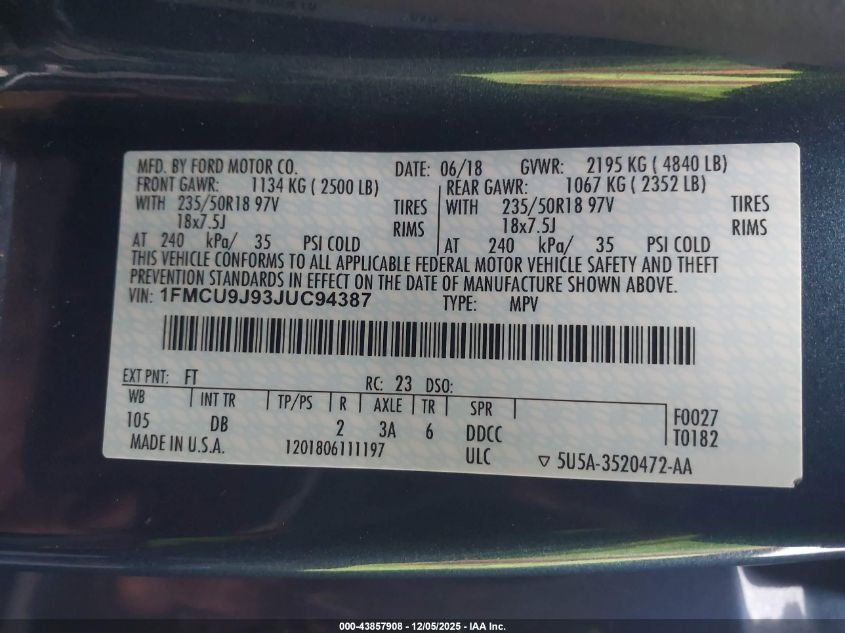 MFD. BY FORD MOTOR CO. DATE: 06/18 GVWR: 2195 KG ( 4840 LB)
FRONT GAWR: 1134 KG ( 2500 LB) REAR GAWR: 1067 KG ( 2352 LB)
WITH 235/50R18 97V TIRES WITH 235/50R18 97V TIRES
18x7.5J RIMS 18x7.5J RIMS
AT 240 kPa/ 35 PSI COLD AT 240 kPa/ 35 PSI COLD
THIS VEHICLE CONFORMS TO ALL APPLICABLE FEDERAL MOTOR VEHICLE SAFETY AND THEFT
PREVENTION STANDARDS IN EFFECT ON THE DATE OF MANUFACTURE SHOWN ABOVE.
VIN: 1FMCU9J93JUC94387 TYPE: MPV
EXT PNT: FT RC: 23 DSO:
WB INT TR TP/PS R AXLE TR SPR F0027
105 DB 2 3A 6 DDCC T0182
MADE IN U.S.A. 1201806111197 ULC ▽ 5U5A-3520472-AA
000-43857908 - 12/05/2025 - IAA Inc.